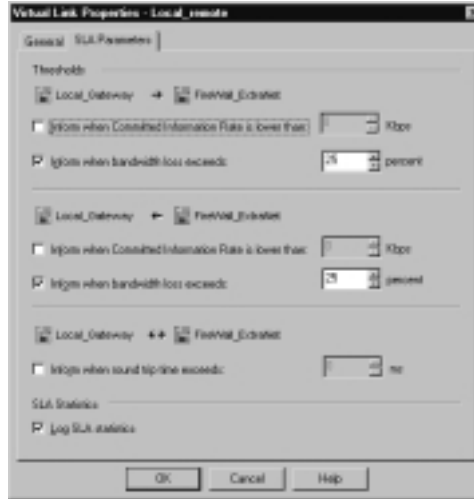 Virtual Link Properties - Local_remote
General SLA Parameters
Thresholds
Local_Gateway FireWall_ExtraNet
Inform when Committed Information Rate is lower than: Kbps
Inform when bandwidth loss exceeds: 25 percent
Local_Gateway FireWall_ExtraNet
Inform when Committed Information Rate is lower than: Kbps
Inform when bandwidth loss exceeds: 25 percent
Local_Gateway FireWall_ExtraNet
Inform when round trip time exceeds: ms
SLA Statistics
Log SLA statistics
OK Cancel Help